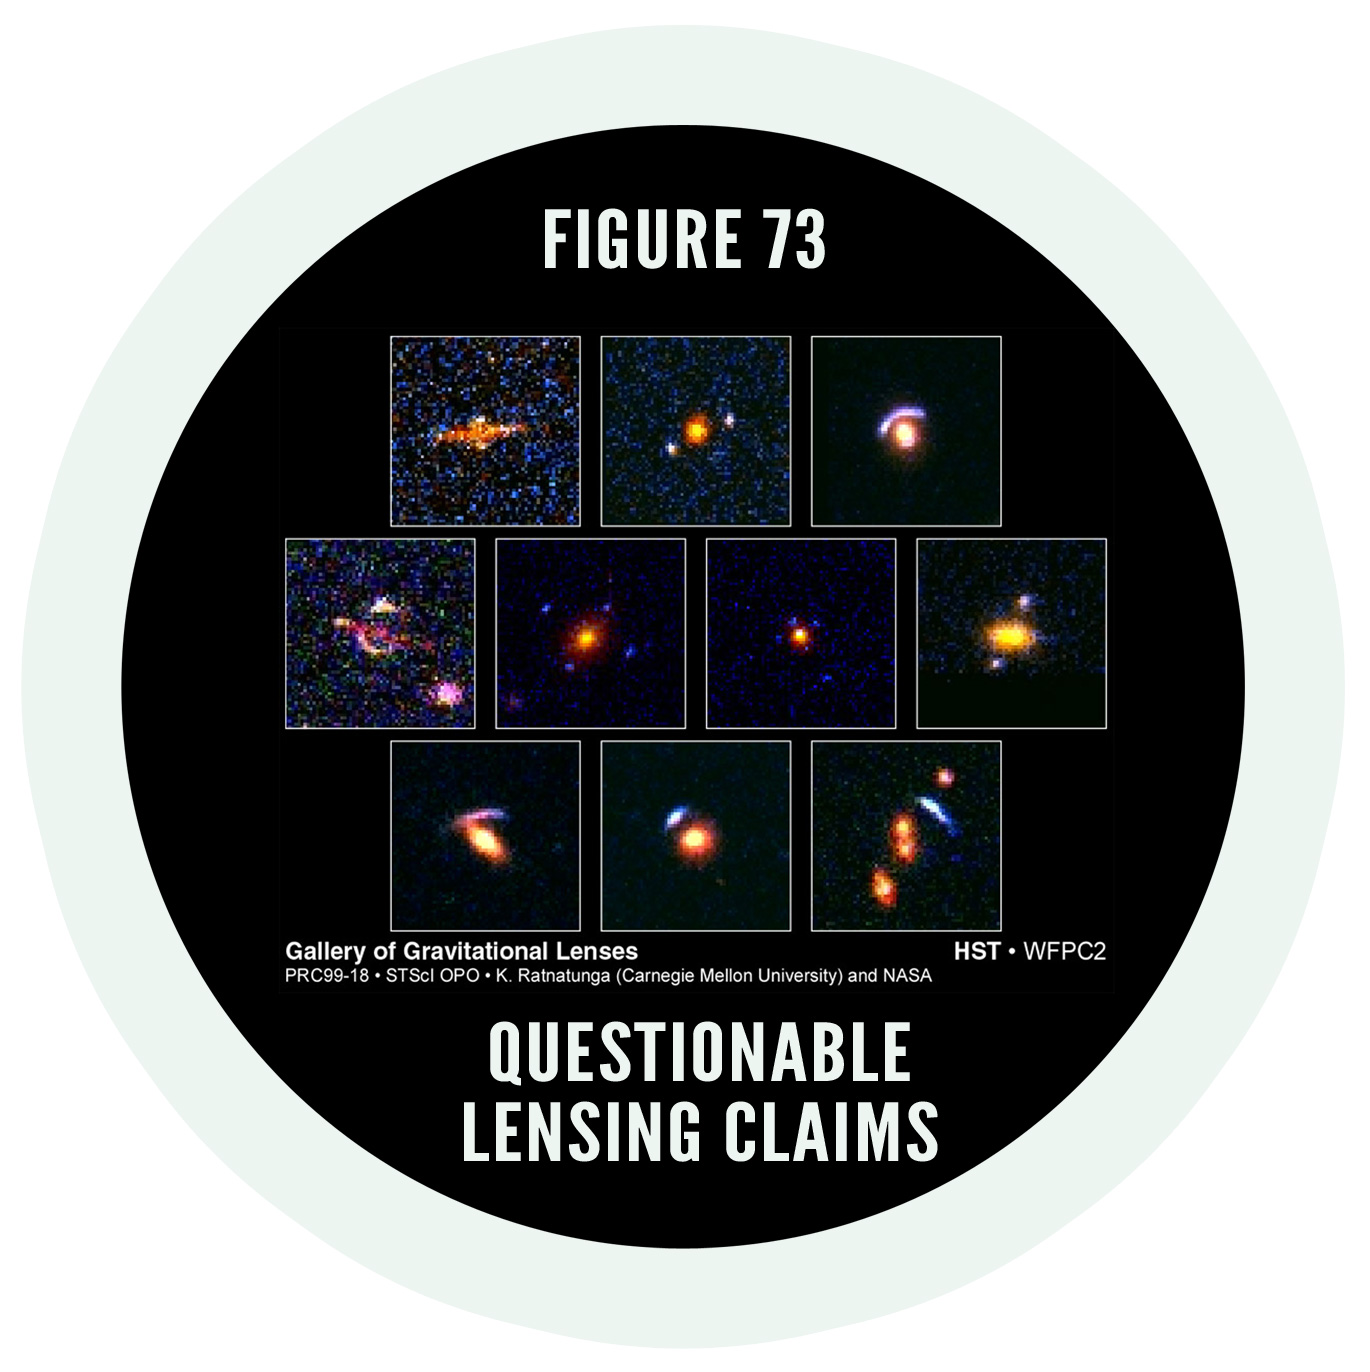 FIGURE 73
Gallery of Gravitational Lenses
HST • WFPC2
PRC99-18 • STScI OPO • K. Ratnatunga (Carnegie Mellon University) and NASA
QUESTIONABLE
LENSING CLAIMS